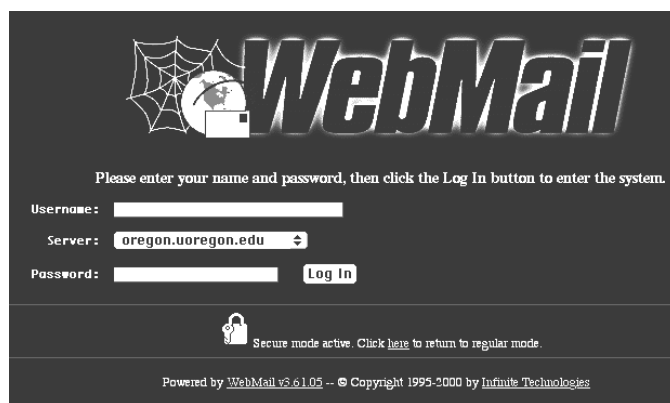 WebMail
Please enter your name and password, then click the Log In button to enter the system.
Username:
Server: oregon.uoregon.edu
Password: Log In
Secure mode active. Click here to return to regular mode.
Powered by WebMail v3.61.05 -- © Copyright 1995-2000 by Infinite Technologies